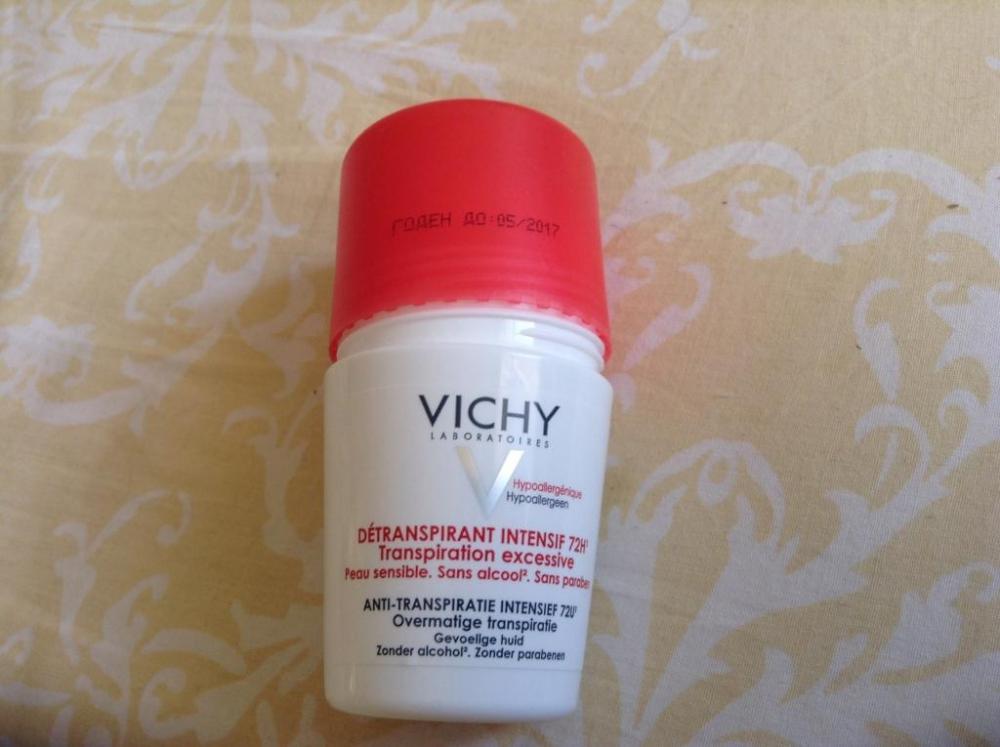 ГОДЕН ДО:05/2017
VICHY
LABORATOIRES
Hypoallergénique
Hypoallergeen
DÉTRANSPIRANT INTENSIF 72H¹
Transpiration excessive
Peau sensible. Sans alcool². Sans paraben
ANTI-TRANSPIRATIE INTENSIEF 72U¹
Overmatige transpiratie
Gevoelige huid
Zonder alcohol². Zonder parabenen